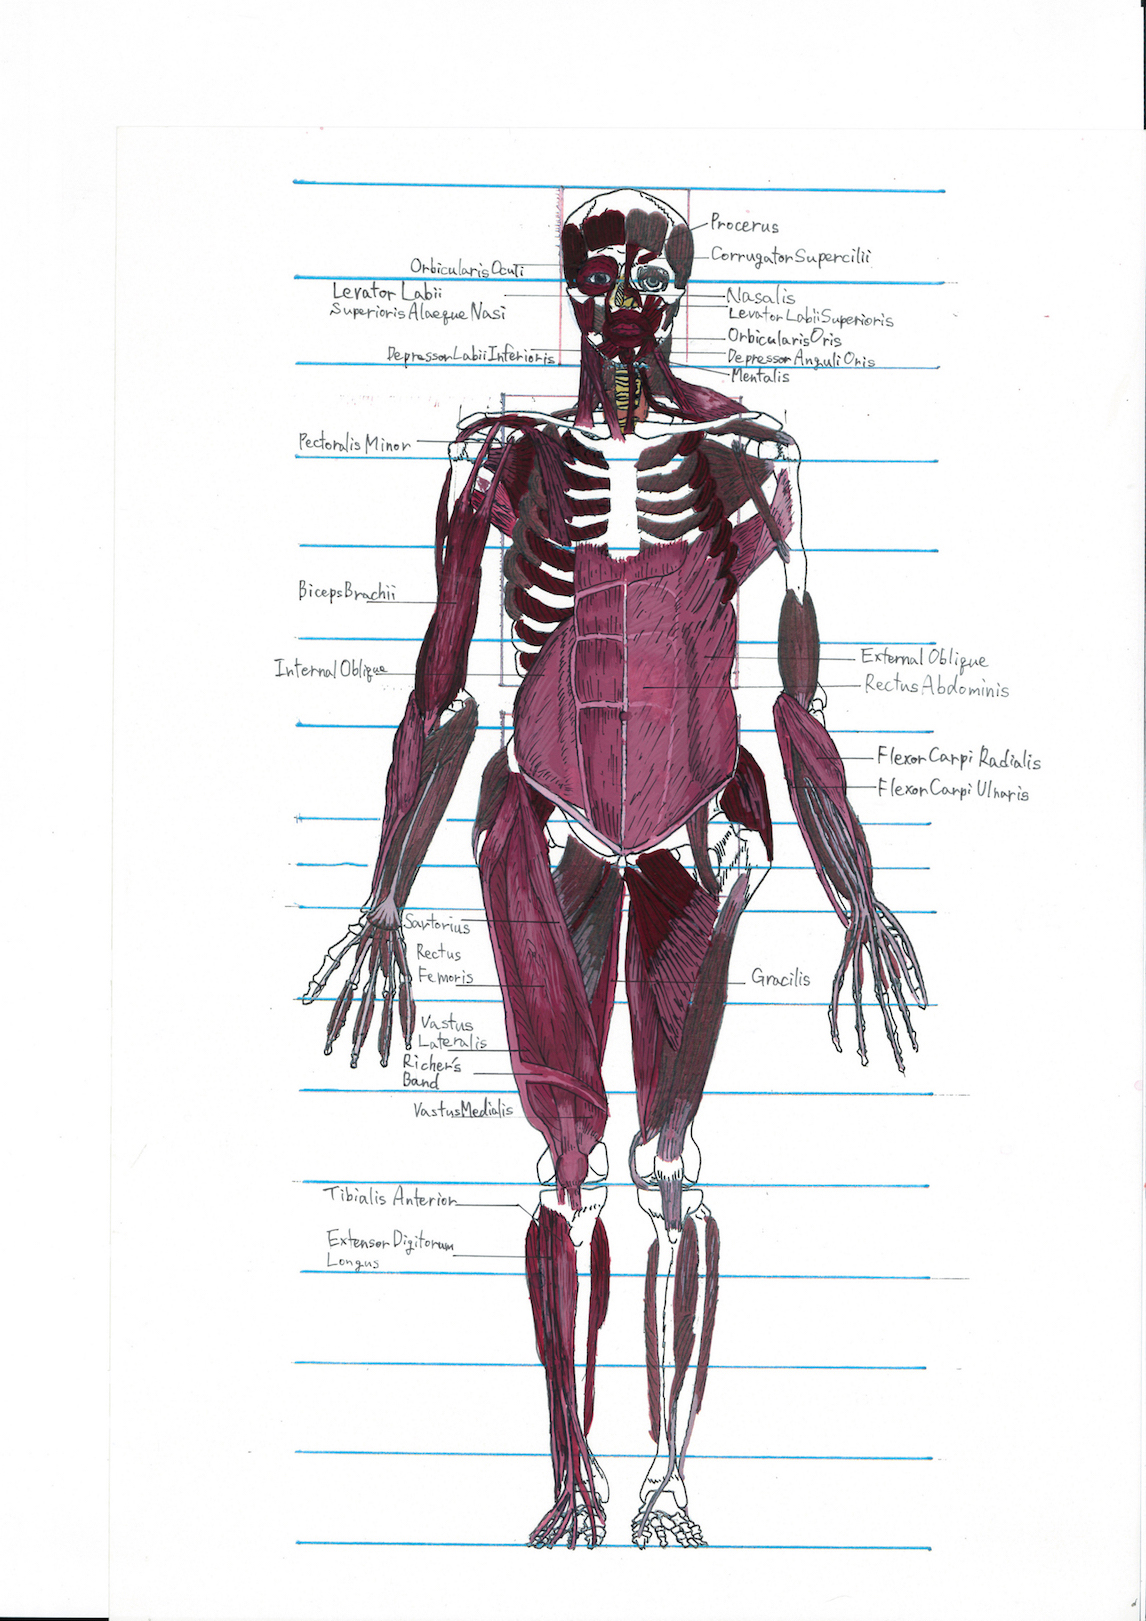 Procerus
Corrugator Supercilii
Orbicularis Oculi
Levator Labii
Superioris Alaeque Nasi
Nasalis
Levator Labii Superioris
Orbicularis Oris
Depressor Labii Inferioris
Depressor Anguli Oris
Mentalis
Pectoralis Minor
Biceps Brachii
Internal Oblique
External Oblique
Rectus Abdominis
Flexor Carpi Radialis
Flexor Carpi Ulnaris
Sartorius
Rectus
Femoris
Gracilis
Vastus
Lateralis
Richer's
Band
Vastus Medialis
Tibialis Anterior
Extensor Digitorum
Longus